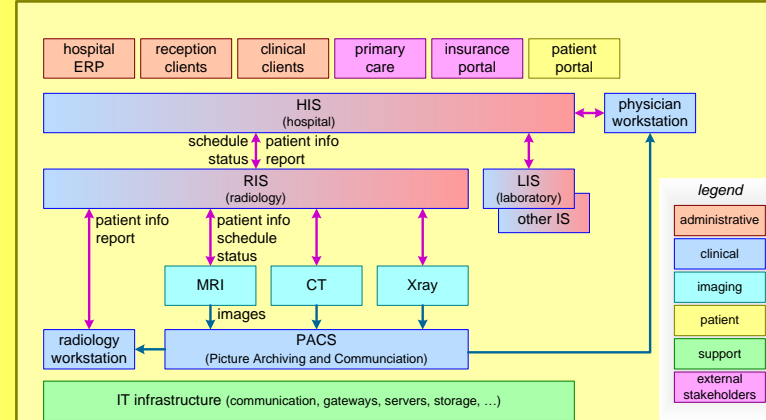 hospital
ERP
reception
clients
clinical
clients
primary
care
insurance
portal
patient
portal
HIS
(hospital)
physician
workstation
schedule
status
patient info
report
RIS
(radiology)
LIS
(laboratory)
other IS
patient info
report
patient info
schedule
status
MRI
CT
Xray
images
radiology
workstation
PACS
(Picture Archiving and Communciation)
IT infrastructure (communication, gateways, servers, storage, ...)
legend
administrative
clinical
imaging
patient
support
external
stakeholders